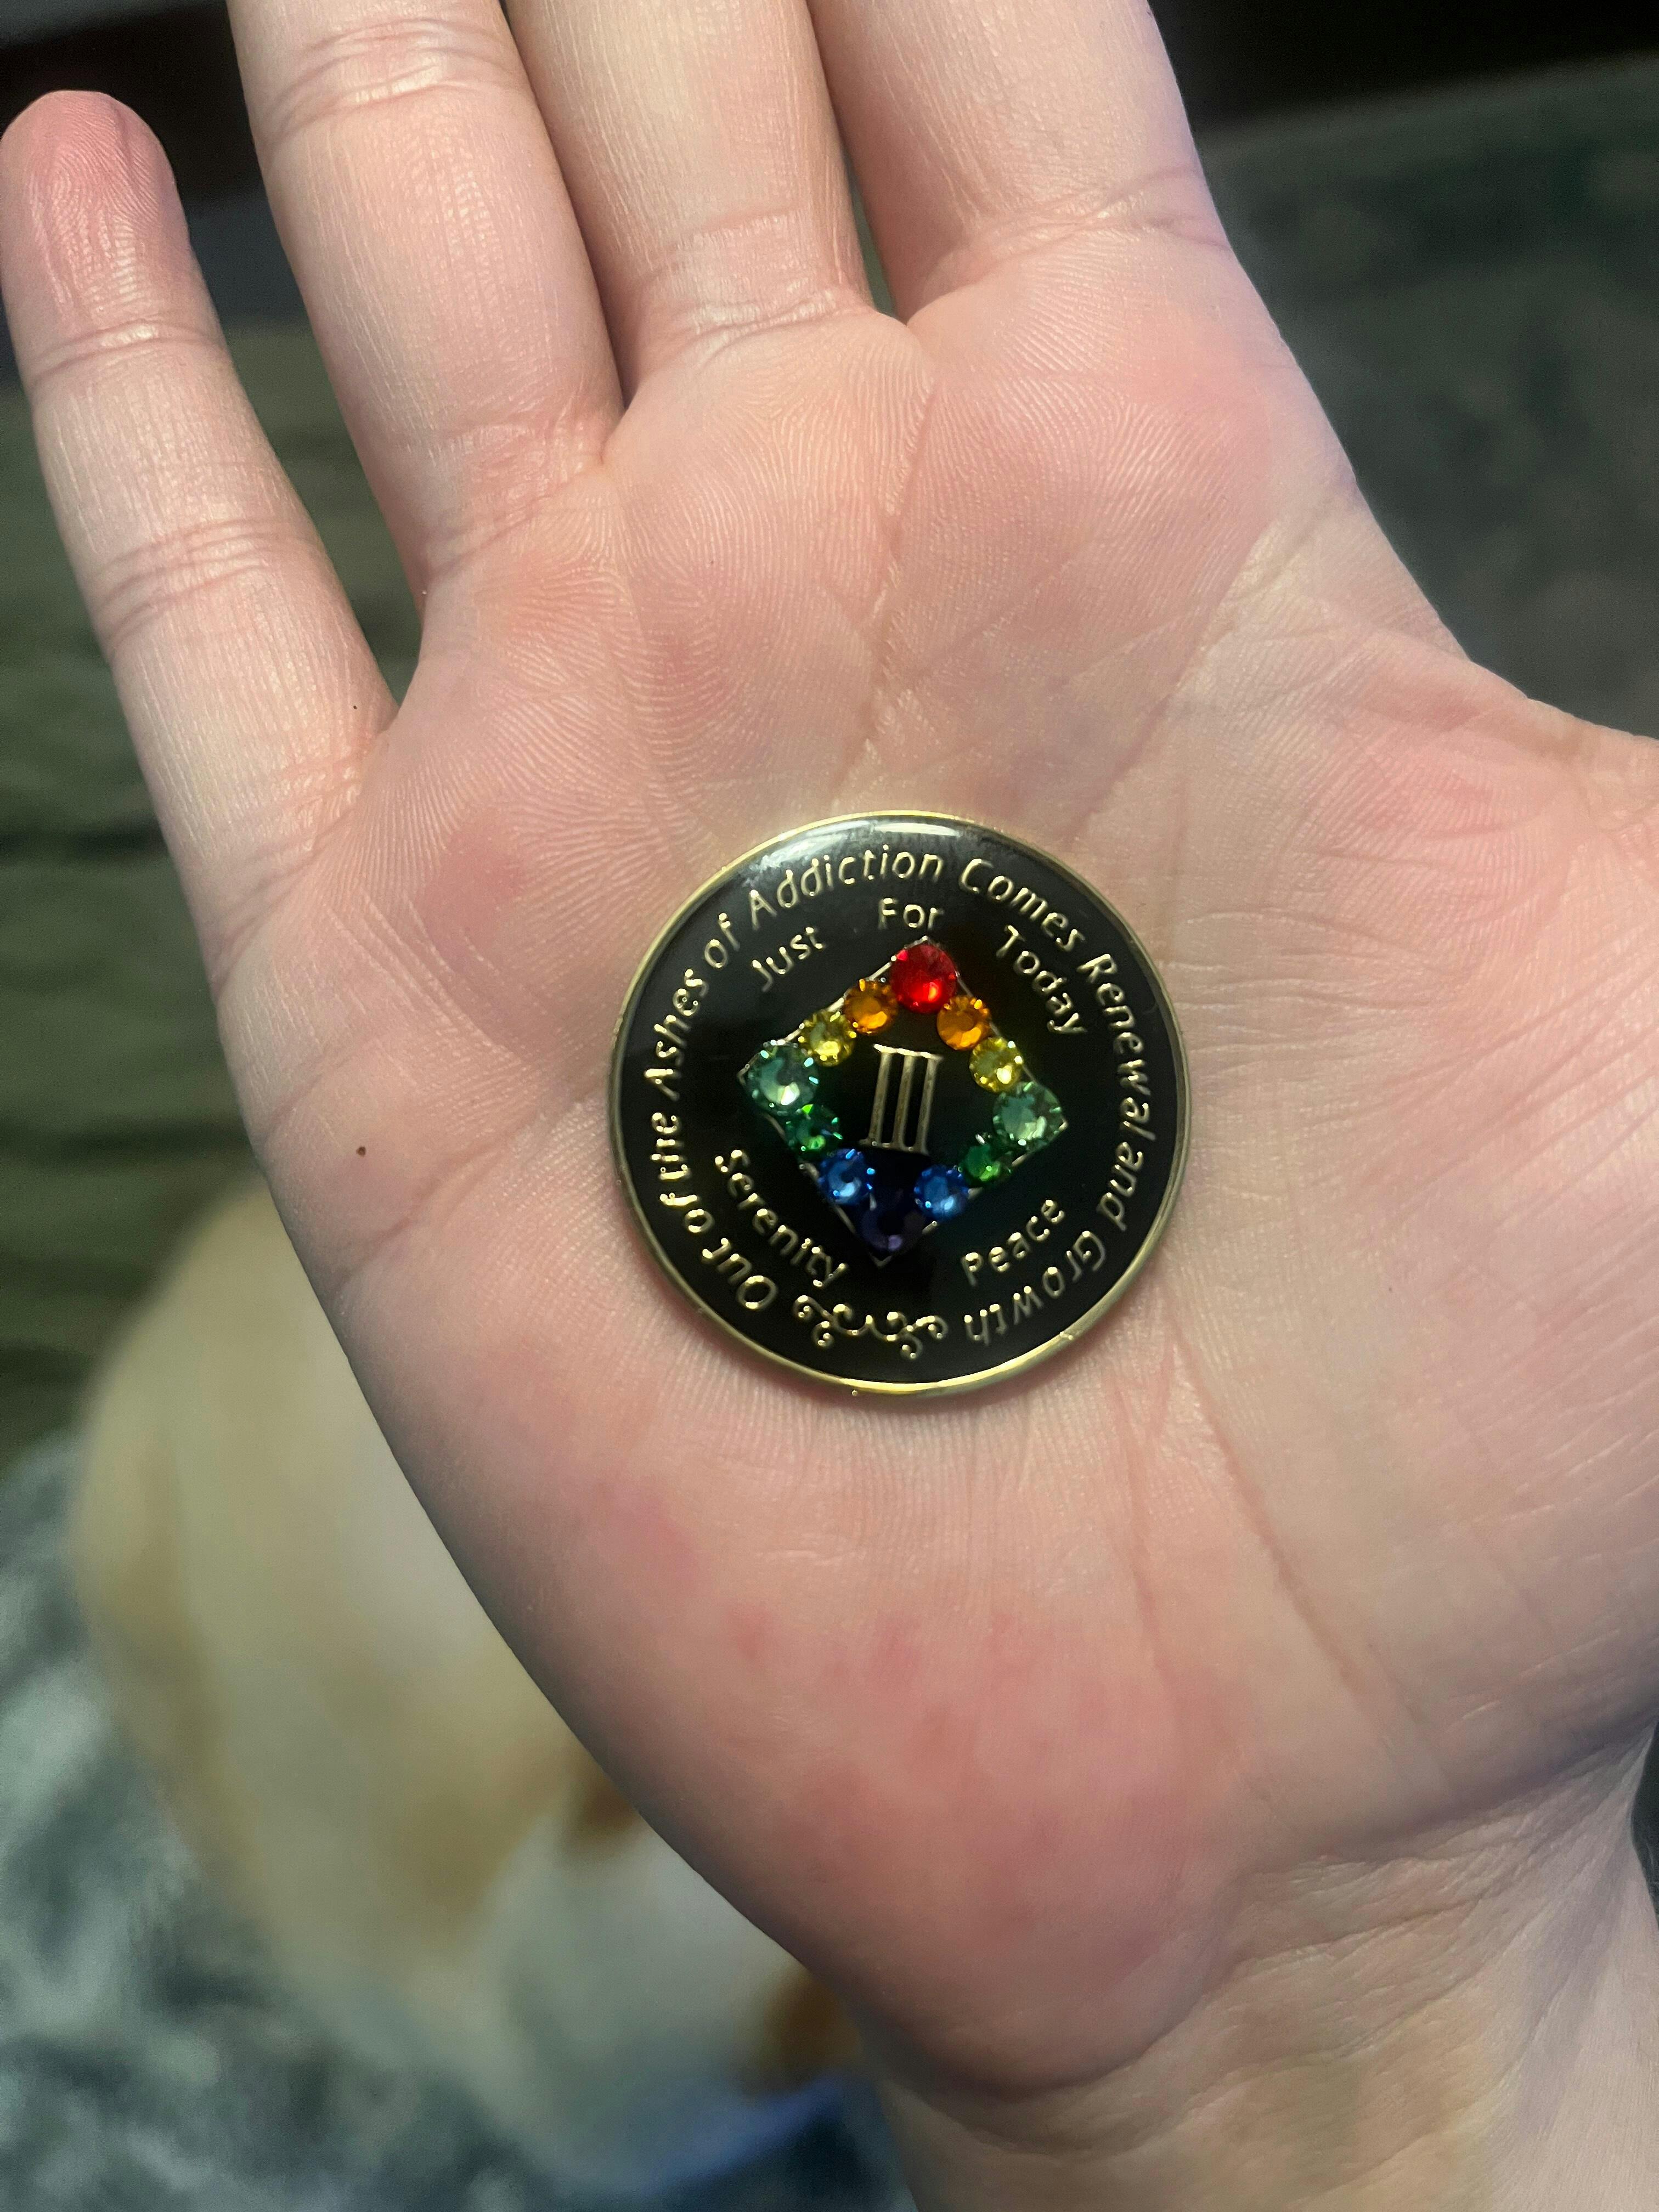 Out of the Ashes of Addiction Comes Renewal and Growth
Just For Today
III
Serenity Peace